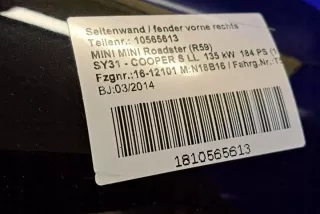 Seitenwand / fender vorne rechts
Teilenr.: 10565613
MINI MINI Roadster (R59)
SY31 - COOPER S LL 135 kW 184 PS (1
Fzgnr.:16-12101 M:N18B16 / Fahrg.Nr.:T
BJ:03/2014
1810565613